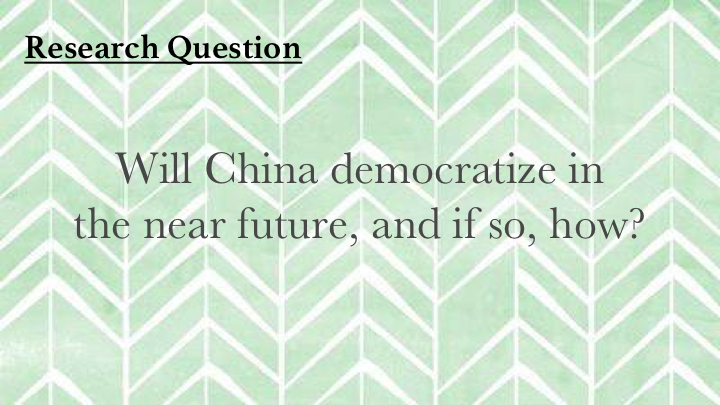 Research Question
Will China democratize in
the near future, and if so, how?